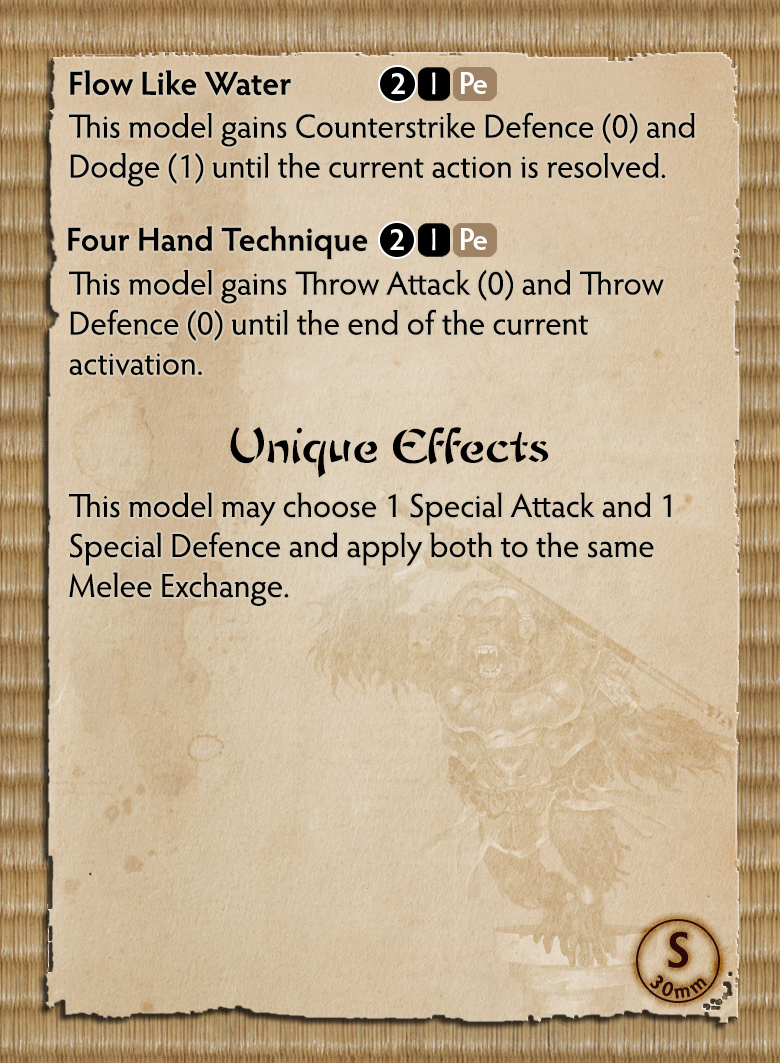 Flow Like Water 2 I Pe
This model gains Counterstrike Defence (0) and
Dodge (1) until the current action is resolved.
Four Hand Technique 2 I Pe
This model gains Throw Attack (0) and Throw
Defence (0) until the end of the current
activation.
Unique Effects
This model may choose 1 Special Attack and 1
Special Defence and apply both to the same
Melee Exchange.
S
30mm